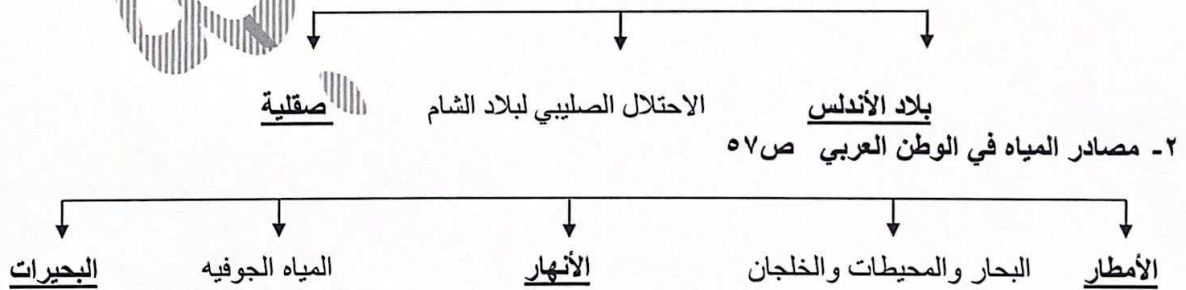 بلاد الأندلس الاحتلال الصليبي لبلاد الشام صقلية
٢- مصادر المياه في الوطن العربي ص٥٧
الأمطار البحار والمحيطات والخلجان الأنهار المياه الجوفيه البحيرات